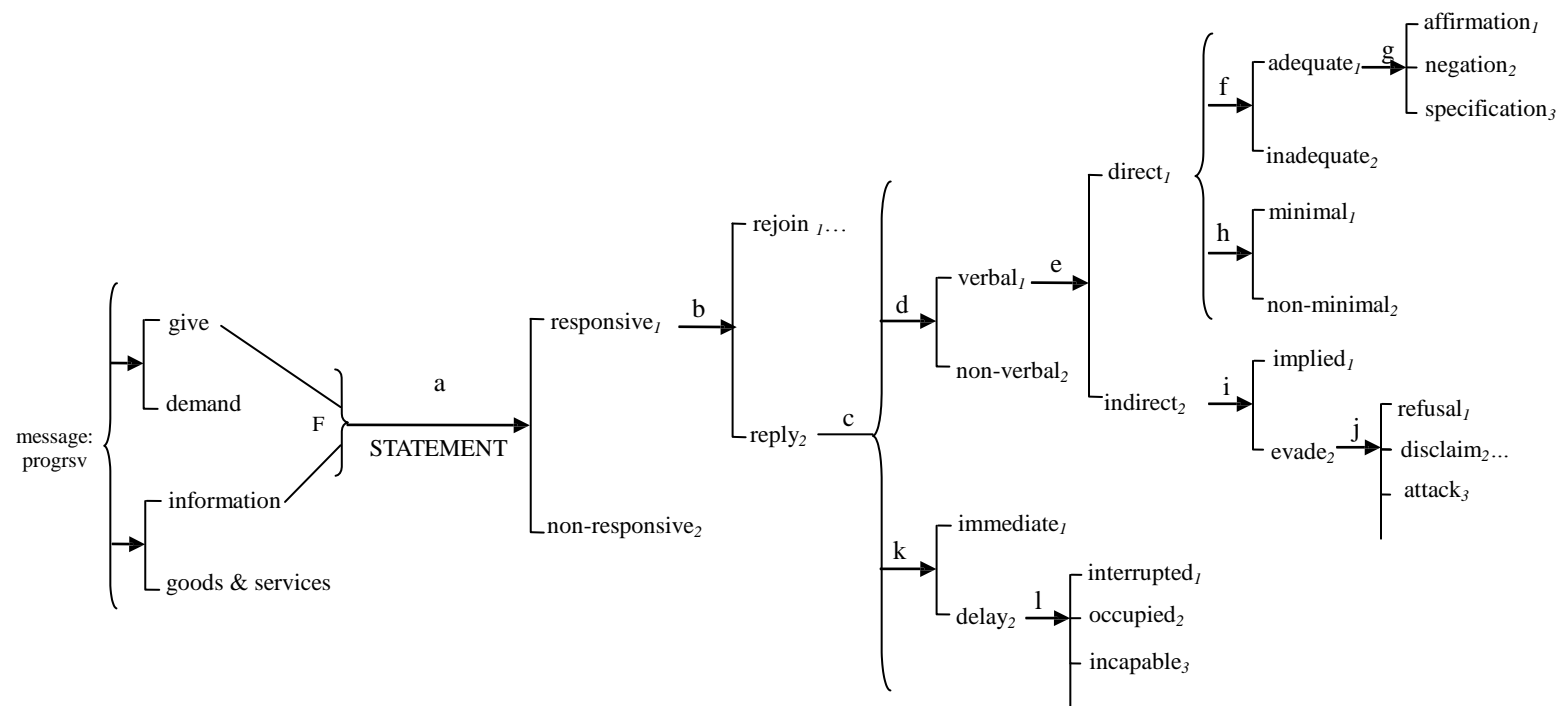 affirmation1
g
adequate1
negation2
f
specification3
inadequate2
direct1
minimal1
rejoin 1...
h
verbal1
e
non-minimal2
give
responsive1
b
d
implied1
a
non-verbal2
i
demand
indirect2
refusal1
F
c
j
message:
progrsv
STATEMENT
reply2
evade2
disclaim2...
attack3
information
non-responsive2
immediate1
k
interrupted1
goods & services
delay2
l
occupied2
incapable3